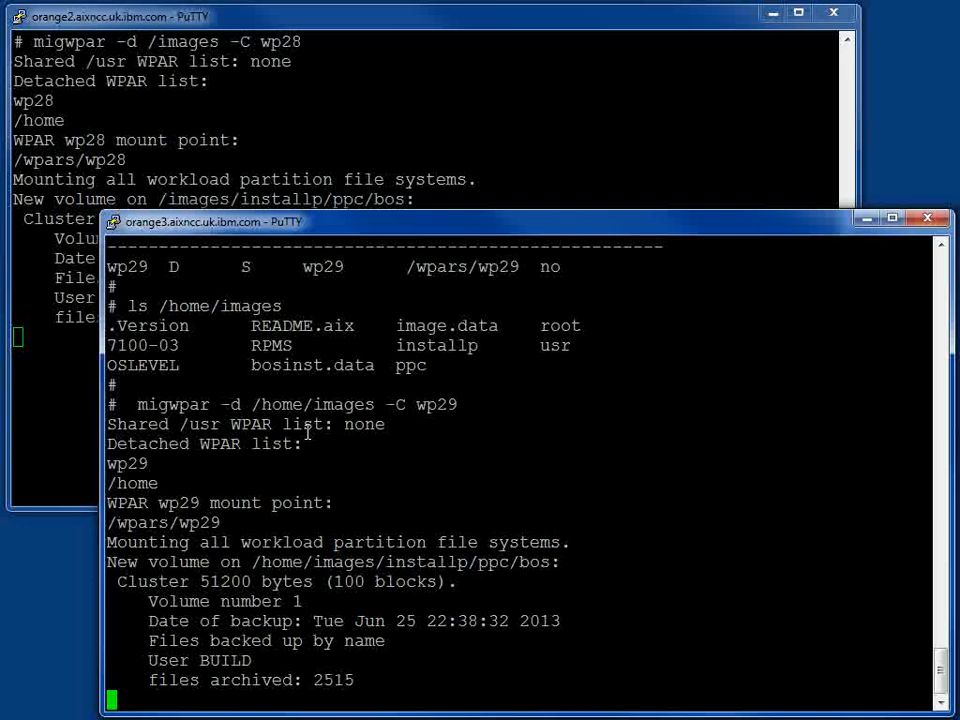 orange2.aixncc.uk.ibm.com - PuTTY
# migwpar -d /images -C wp28
Shared /usr WPAR list: none
Detached WPAR list:
wp28
/home
WPAR wp28 mount point:
/wpars/wp28
Mounting all workload partition file systems.
New volume on /images/installp/ppc/bos:
Cluster
Volu
Date
File
User
file
orange3.aixncc.uk.ibm.com - PuTTY
------------------------------------------------------
wp29 D S wp29 /wpars/wp29 no
#
# ls /home/images
.Version README.aix image.data root
7100-03 RPMS installp usr
OSLEVEL bosinst.data ppc
#
# migwpar -d /home/images -C wp29
Shared /usr WPAR list: none
Detached WPAR list:
wp29
/home
WPAR wp29 mount point:
/wpars/wp29
Mounting all workload partition file systems.
New volume on /home/images/installp/ppc/bos:
Cluster 51200 bytes (100 blocks).
Volume number 1
Date of backup: Tue Jun 25 22:38:32 2013
Files backed up by name
User BUILD
files archived: 2515